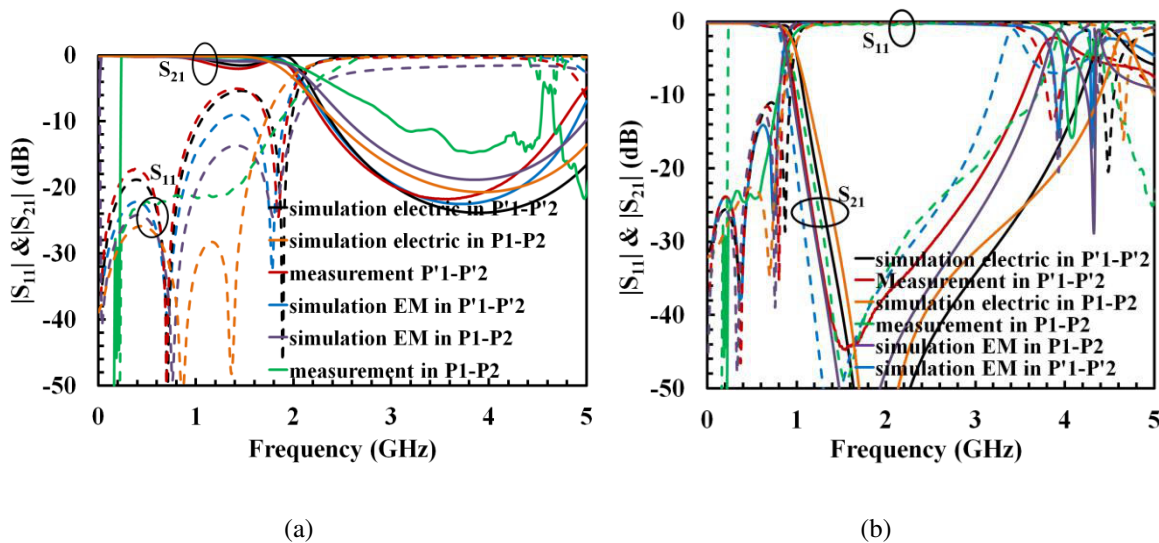 0
-10
-20
-30
-40
-50
|S11| &|S21| (dB)
S21
S11
simulation electric in P'1-P'2
simulation electric in P1-P2
measurement P'1-P'2
simulation EM in P'1-P'2
simulation EM in P1-P2
measurement in P1-P2
0 1 2 3 4 5
Frequency (GHz)
(a)
0
-10
-20
-30
-40
-50
|S11| & |S21| (dB)
S11
S21
simulation electric in P'1-P'2
Measurement in P'1-P'2
simulation electric in P1-P2
measurement in P1-P2
simulation EM in P1-P2
simulation EM in P'1-P'2
0 1 2 3 4 5
Frequency (GHz)
(b)